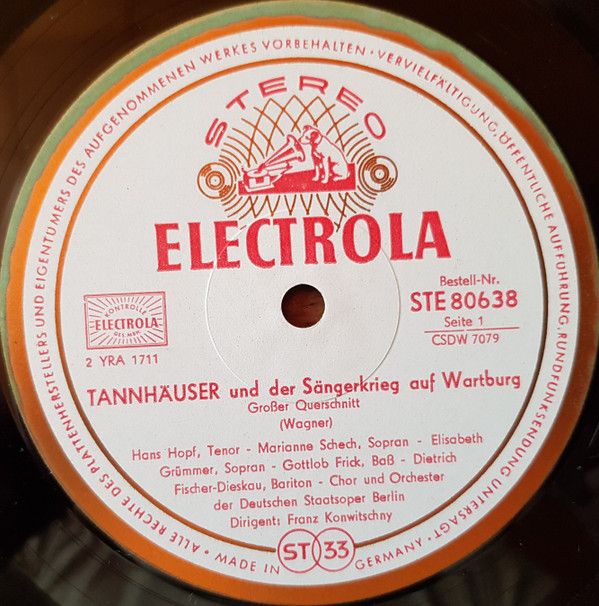 ALLE RECHTE DES PLATTENHERSTELLERS UND EIGENTUMERS DES AUFGENOMMENEN WERKES VORBEHALTEN · VERVIELFÄLTIGUNG, ÖFFENTLICHE AUFFÜHRUNG, RUNDFUNKSENDUNG UNTERSAGT ·
STEREO
ELECTROLA
KONTROLLE
ELECTROLA
GES.M.B.H.
2 YRA 1711
Bestell-Nr.
STE 80638
Seite 1
CSDW 7079
TANNHÄUSER und der Sängerkrieg auf Wartburg
Großer Querschnitt
(Wagner)
Hans Hopf, Tenor - Marianne Schech, Sopran - Elisabeth
Grümmer, Sopran - Gottlob Frick, Baß - Dietrich
Fischer-Dieskau, Bariton - Chor und Orchester
der Deutschen Staatsoper Berlin
Dirigent: Franz Konwitschny
· MADE IN GERMANY ·
ST 33